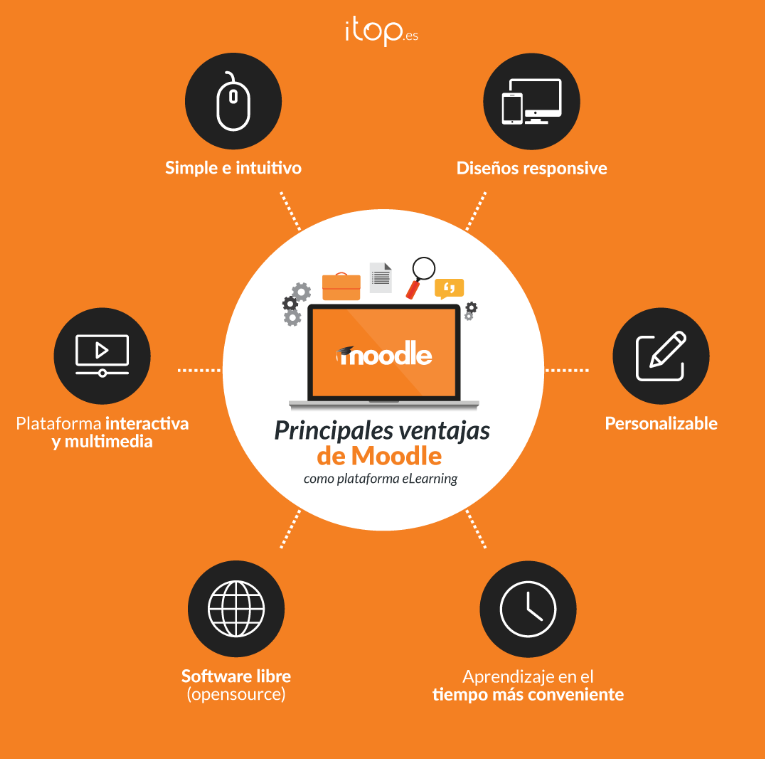 itop.es
Simple e intuitivo
Diseños responsive
moodle
Principales ventajas
de Moodle
como plataforma eLearning
Plataforma interactiva
y multimedia
Personalizable
Software libre
(opensource)
Aprendizaje en el
tiempo más conveniente